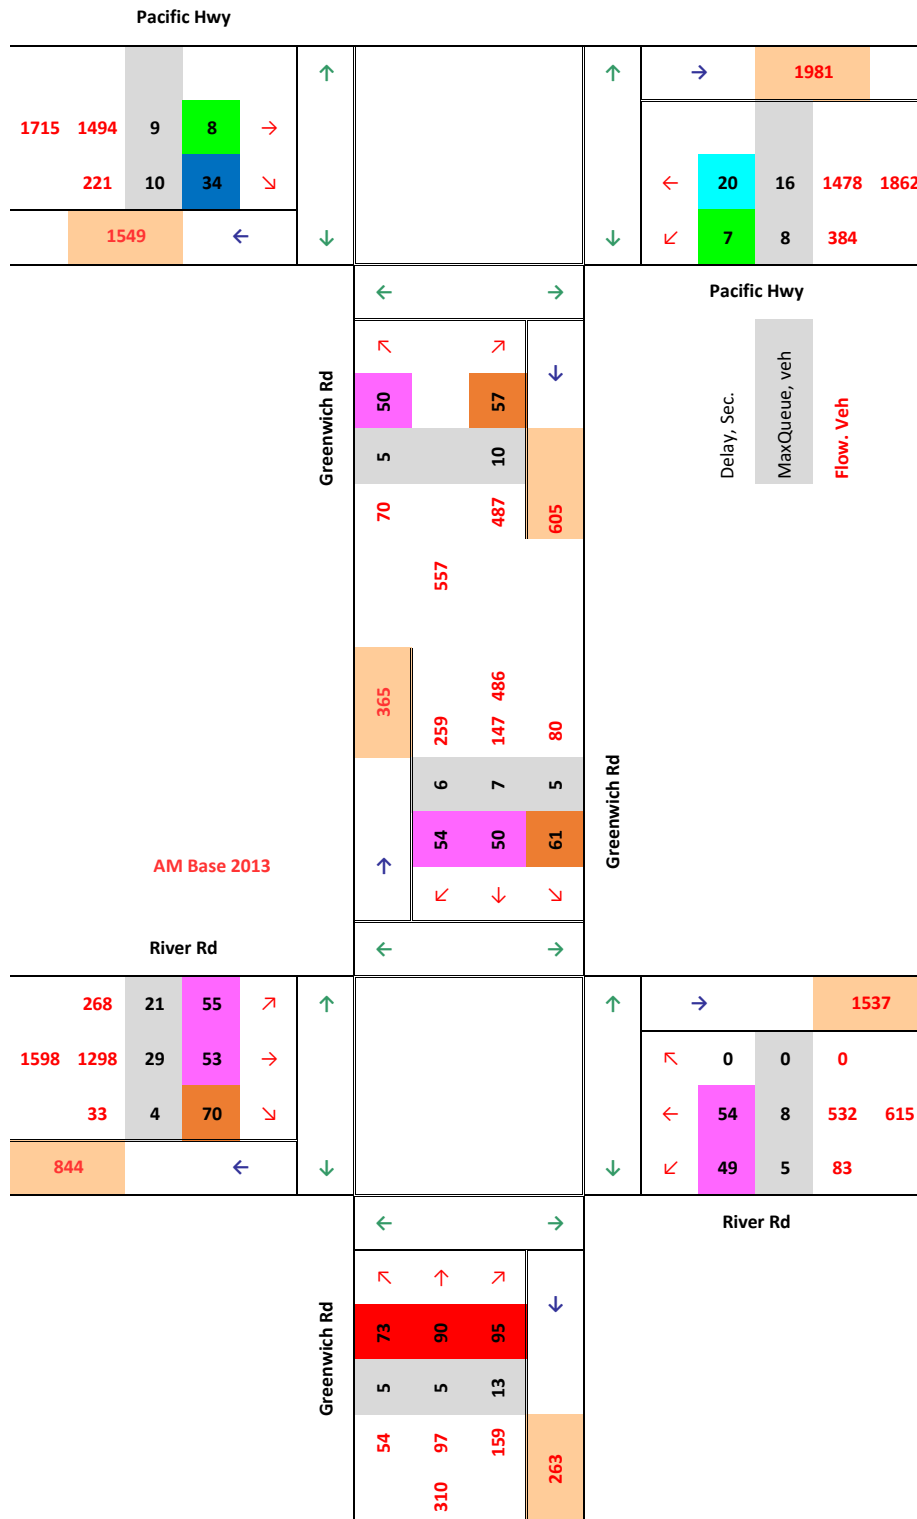 Pacific Hwy
→ 1981
1715 1494 9 8 →
← 20 16 1478 1862
221 10 34 ↘
1549 ←
↙ 7 8 384
Pacific Hwy
Greenwich Rd
↖ ↗ ↓
50 57
5 10
70 487 605
557
Delay, Sec.
MaxQueue, veh
Flow. Veh
365
486
259 147 80
6 7 5
54 50 61
↑ ↙ ↓ ↘
Greenwich Rd
AM Base 2013
River Rd
268 21 55 ↗
→ 1537
1598 1298 29 53 →
↖ 0 0 0
33 4 70 ↘
← 54 8 532 615
844 ←
↙ 49 5 83
River Rd
Greenwich Rd
↖ ↑ ↗ ↓
73 90 95
5 5 13
54 97 159 263
310